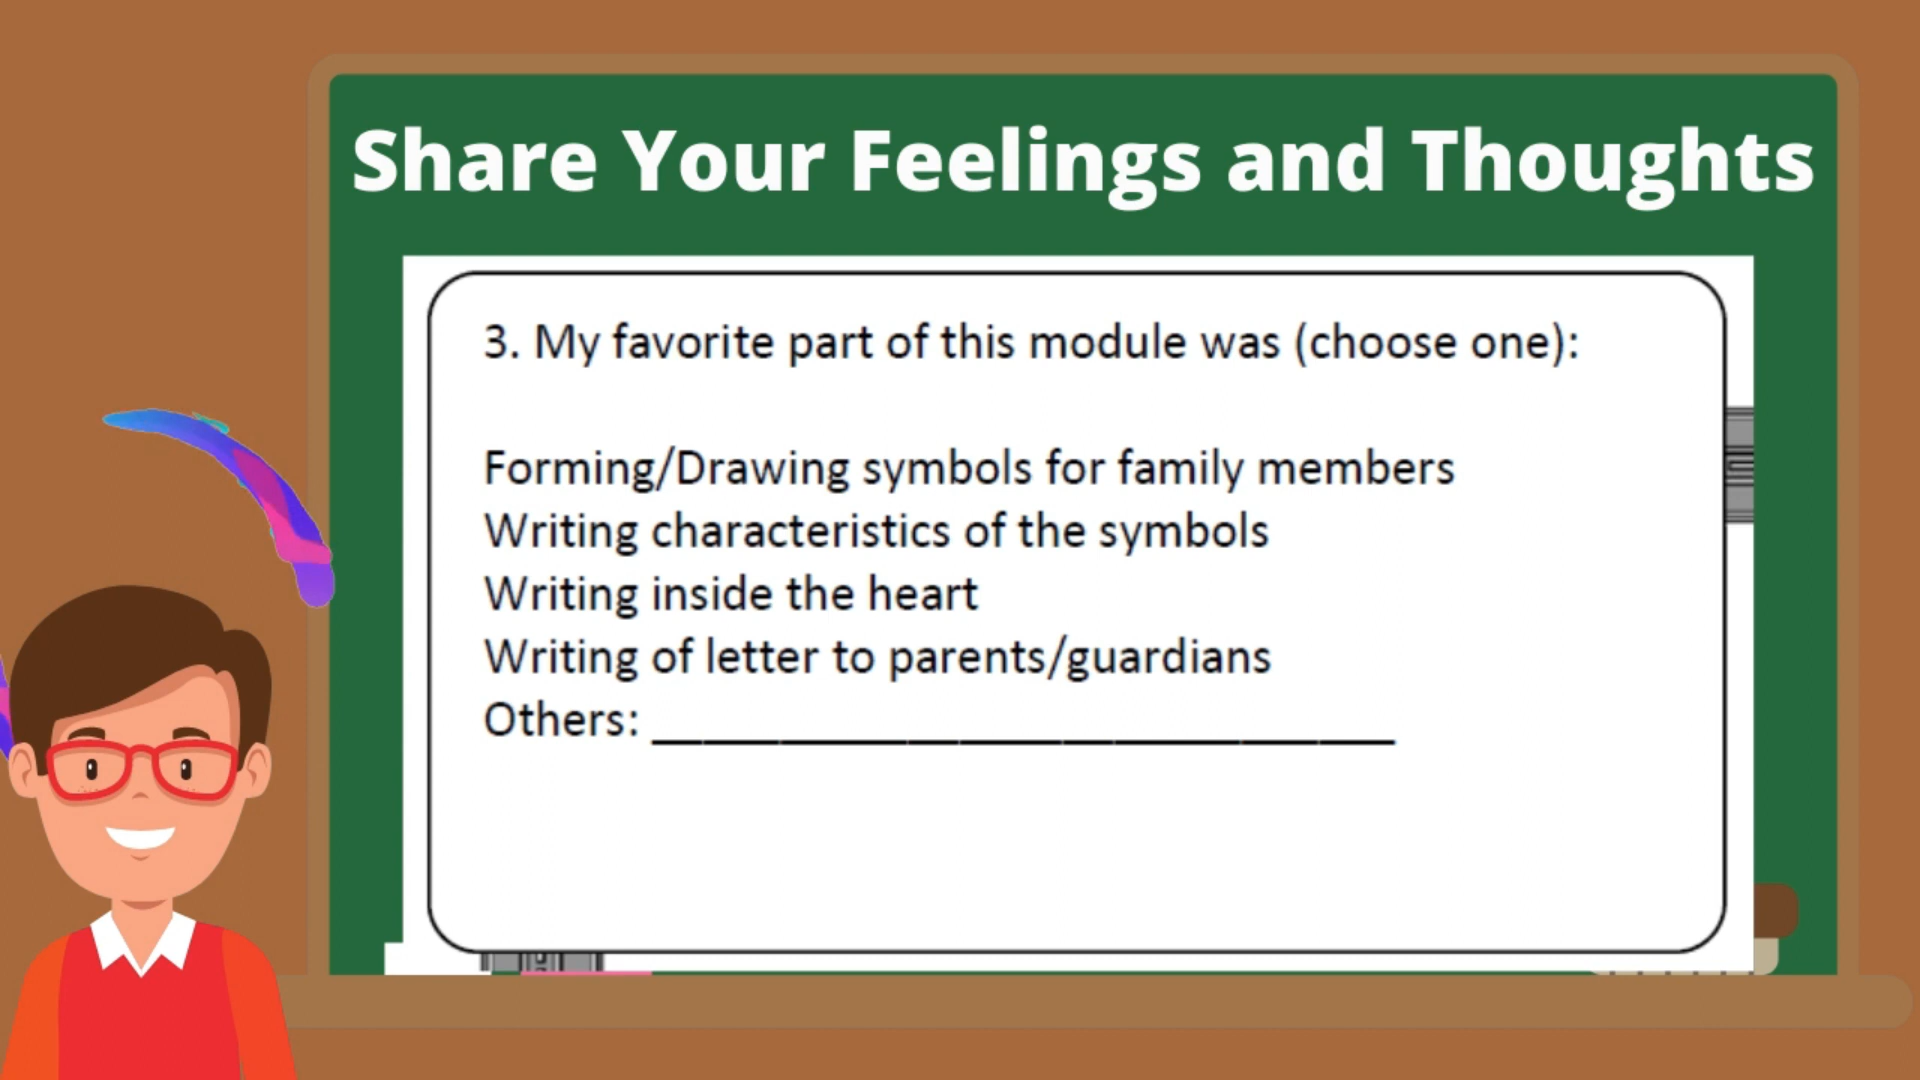 Share Your Feelings and Thoughts
3. My favorite part of this module was (choose one):
Forming/Drawing symbols for family members
Writing characteristics of the symbols
Writing inside the heart
Writing of letter to parents/guardians
Others: ______________________________